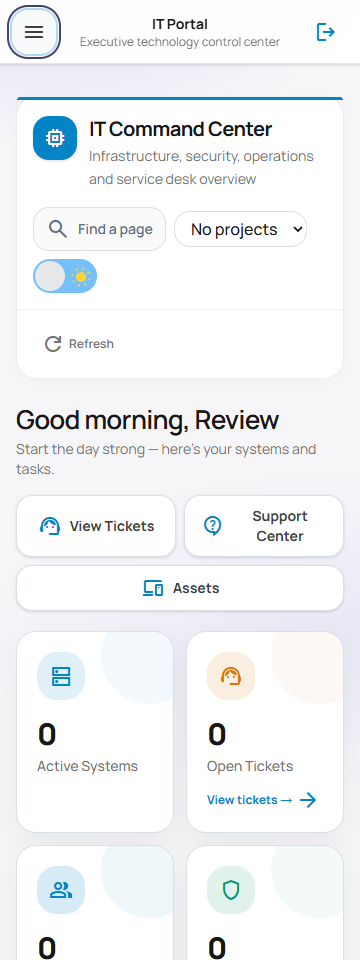 IT Portal
Executive technology control center
IT Command Center
Infrastructure, security, operations
and service desk overview
Find a page
No projects
Refresh
Good morning, Review
Start the day strong — here's your systems and
tasks.
View Tickets
Support
Center
Assets
0
Active Systems
0
Open Tickets
View tickets →
0
0